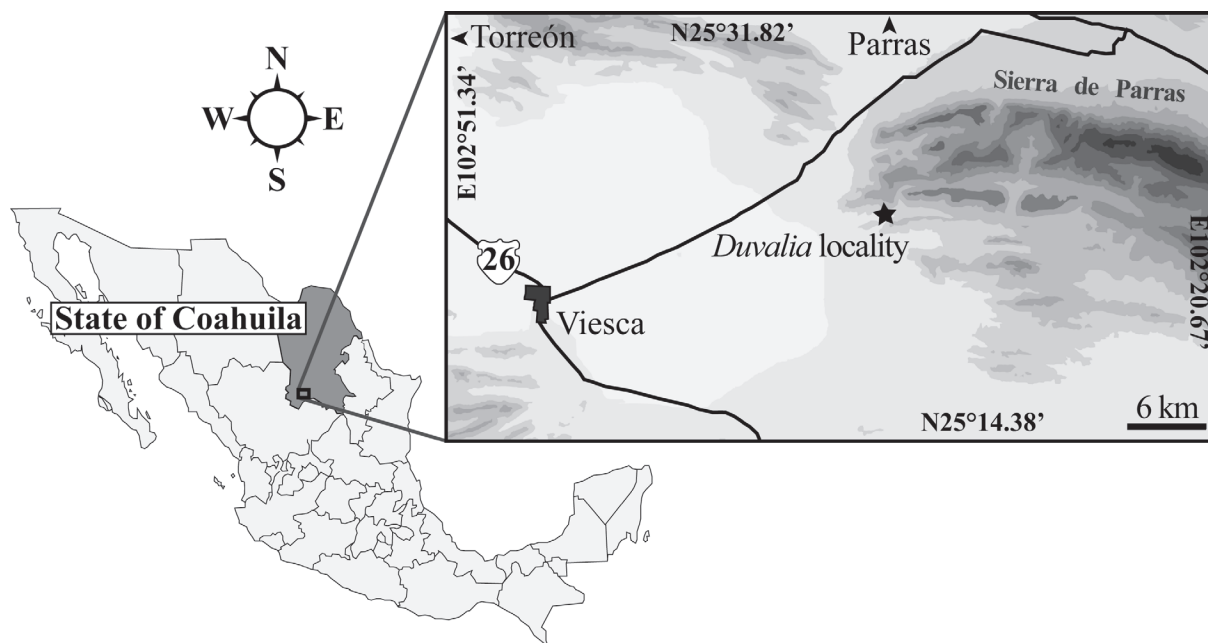 N
W E
S
State of Coahuila
Torreón
N25°31.82’
Parras
E102°51.34’
Sierra de Parras
Duvalia locality
E102°20.67’
26
Viesca
N25°14.38’
6 km